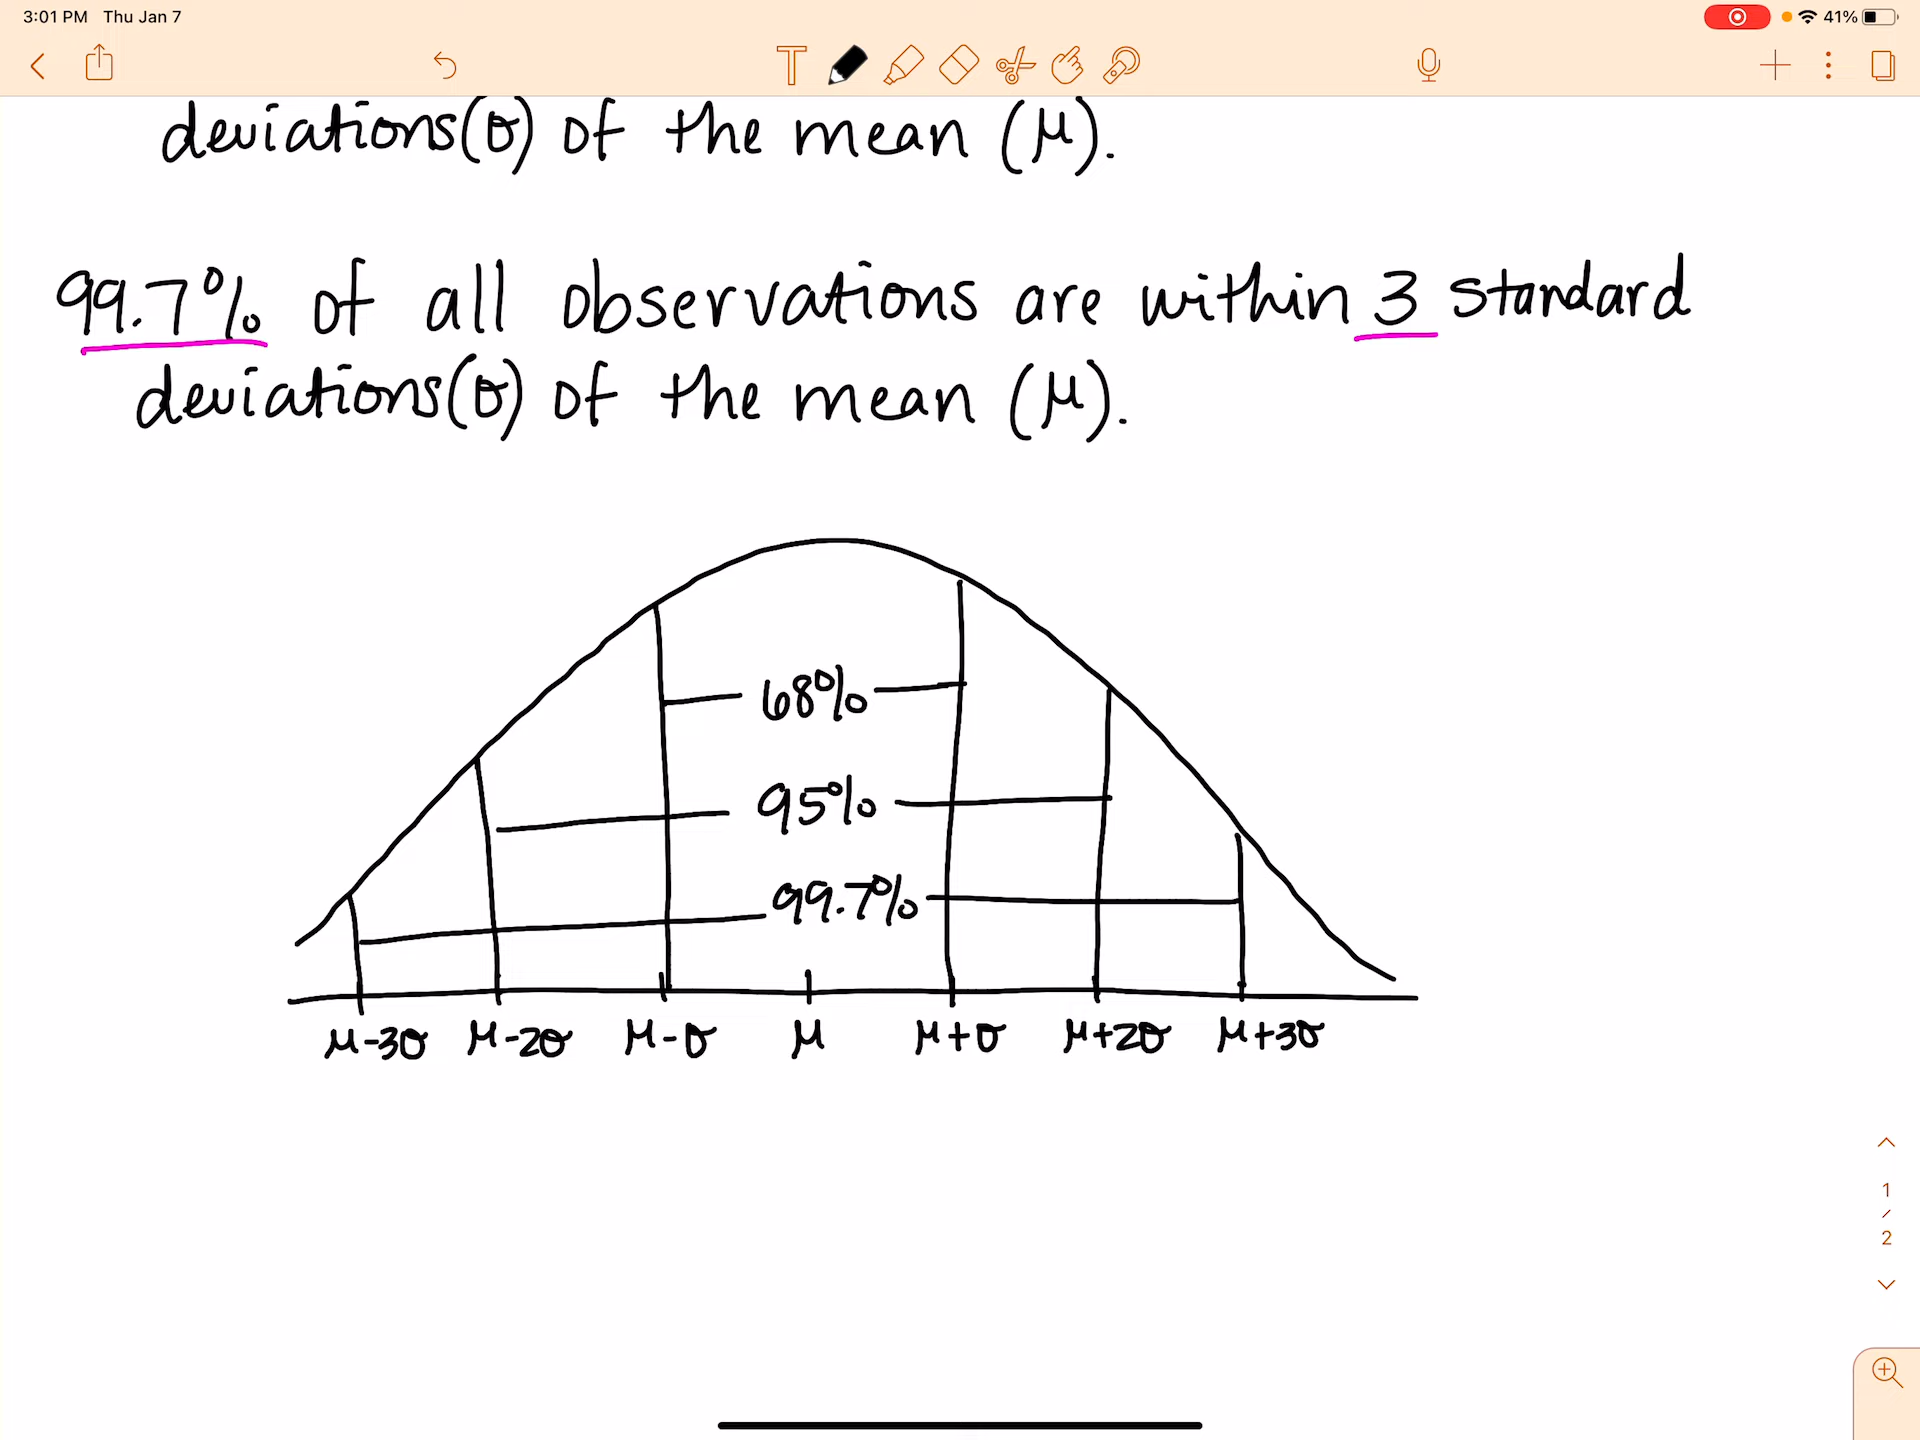 3:01 PM Thu Jan 7
41%
T
deviations(σ) of the mean (μ).
99.7% of all observations are within 3 standard
deviations(σ) of the mean (μ).
68%
95%
99.7%
μ-3σ μ-2σ μ-σ μ μ+σ μ+2σ μ+3σ
1
/
2